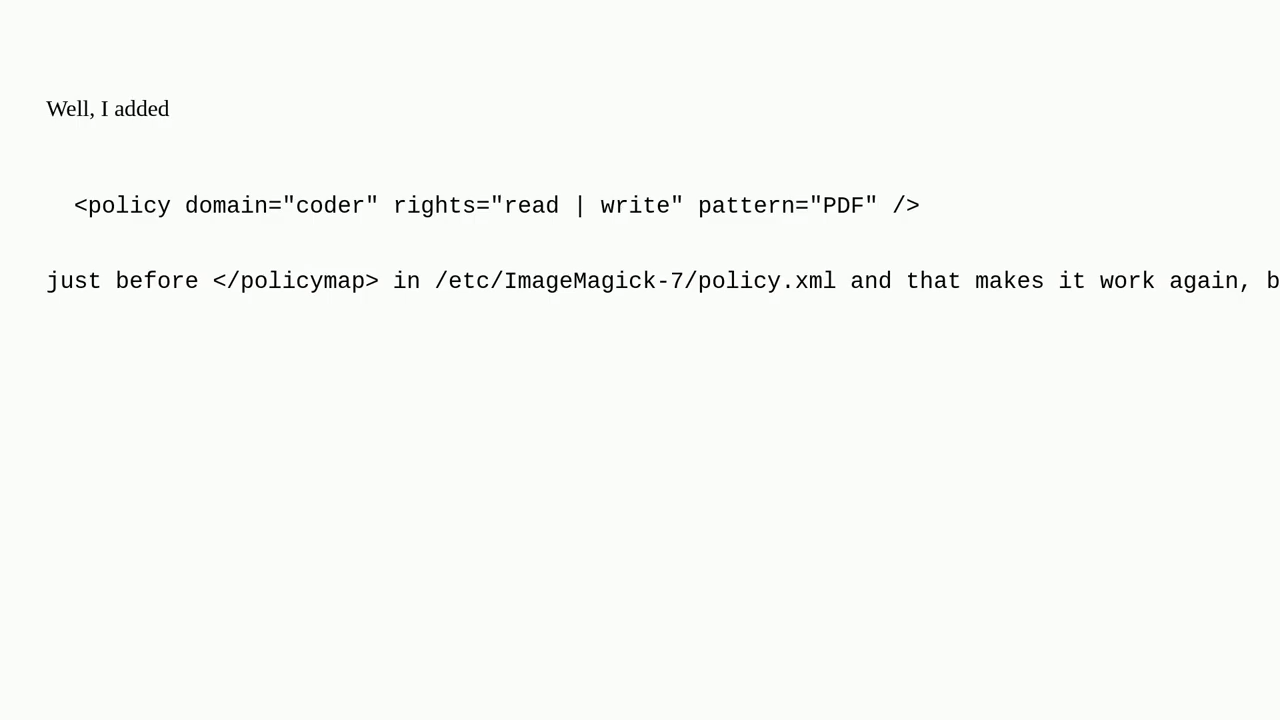 Well, I added
<policy domain="coder" rights="read | write" pattern="PDF" />
just before </policymap> in /etc/ImageMagick-7/policy.xml and that makes it work again,